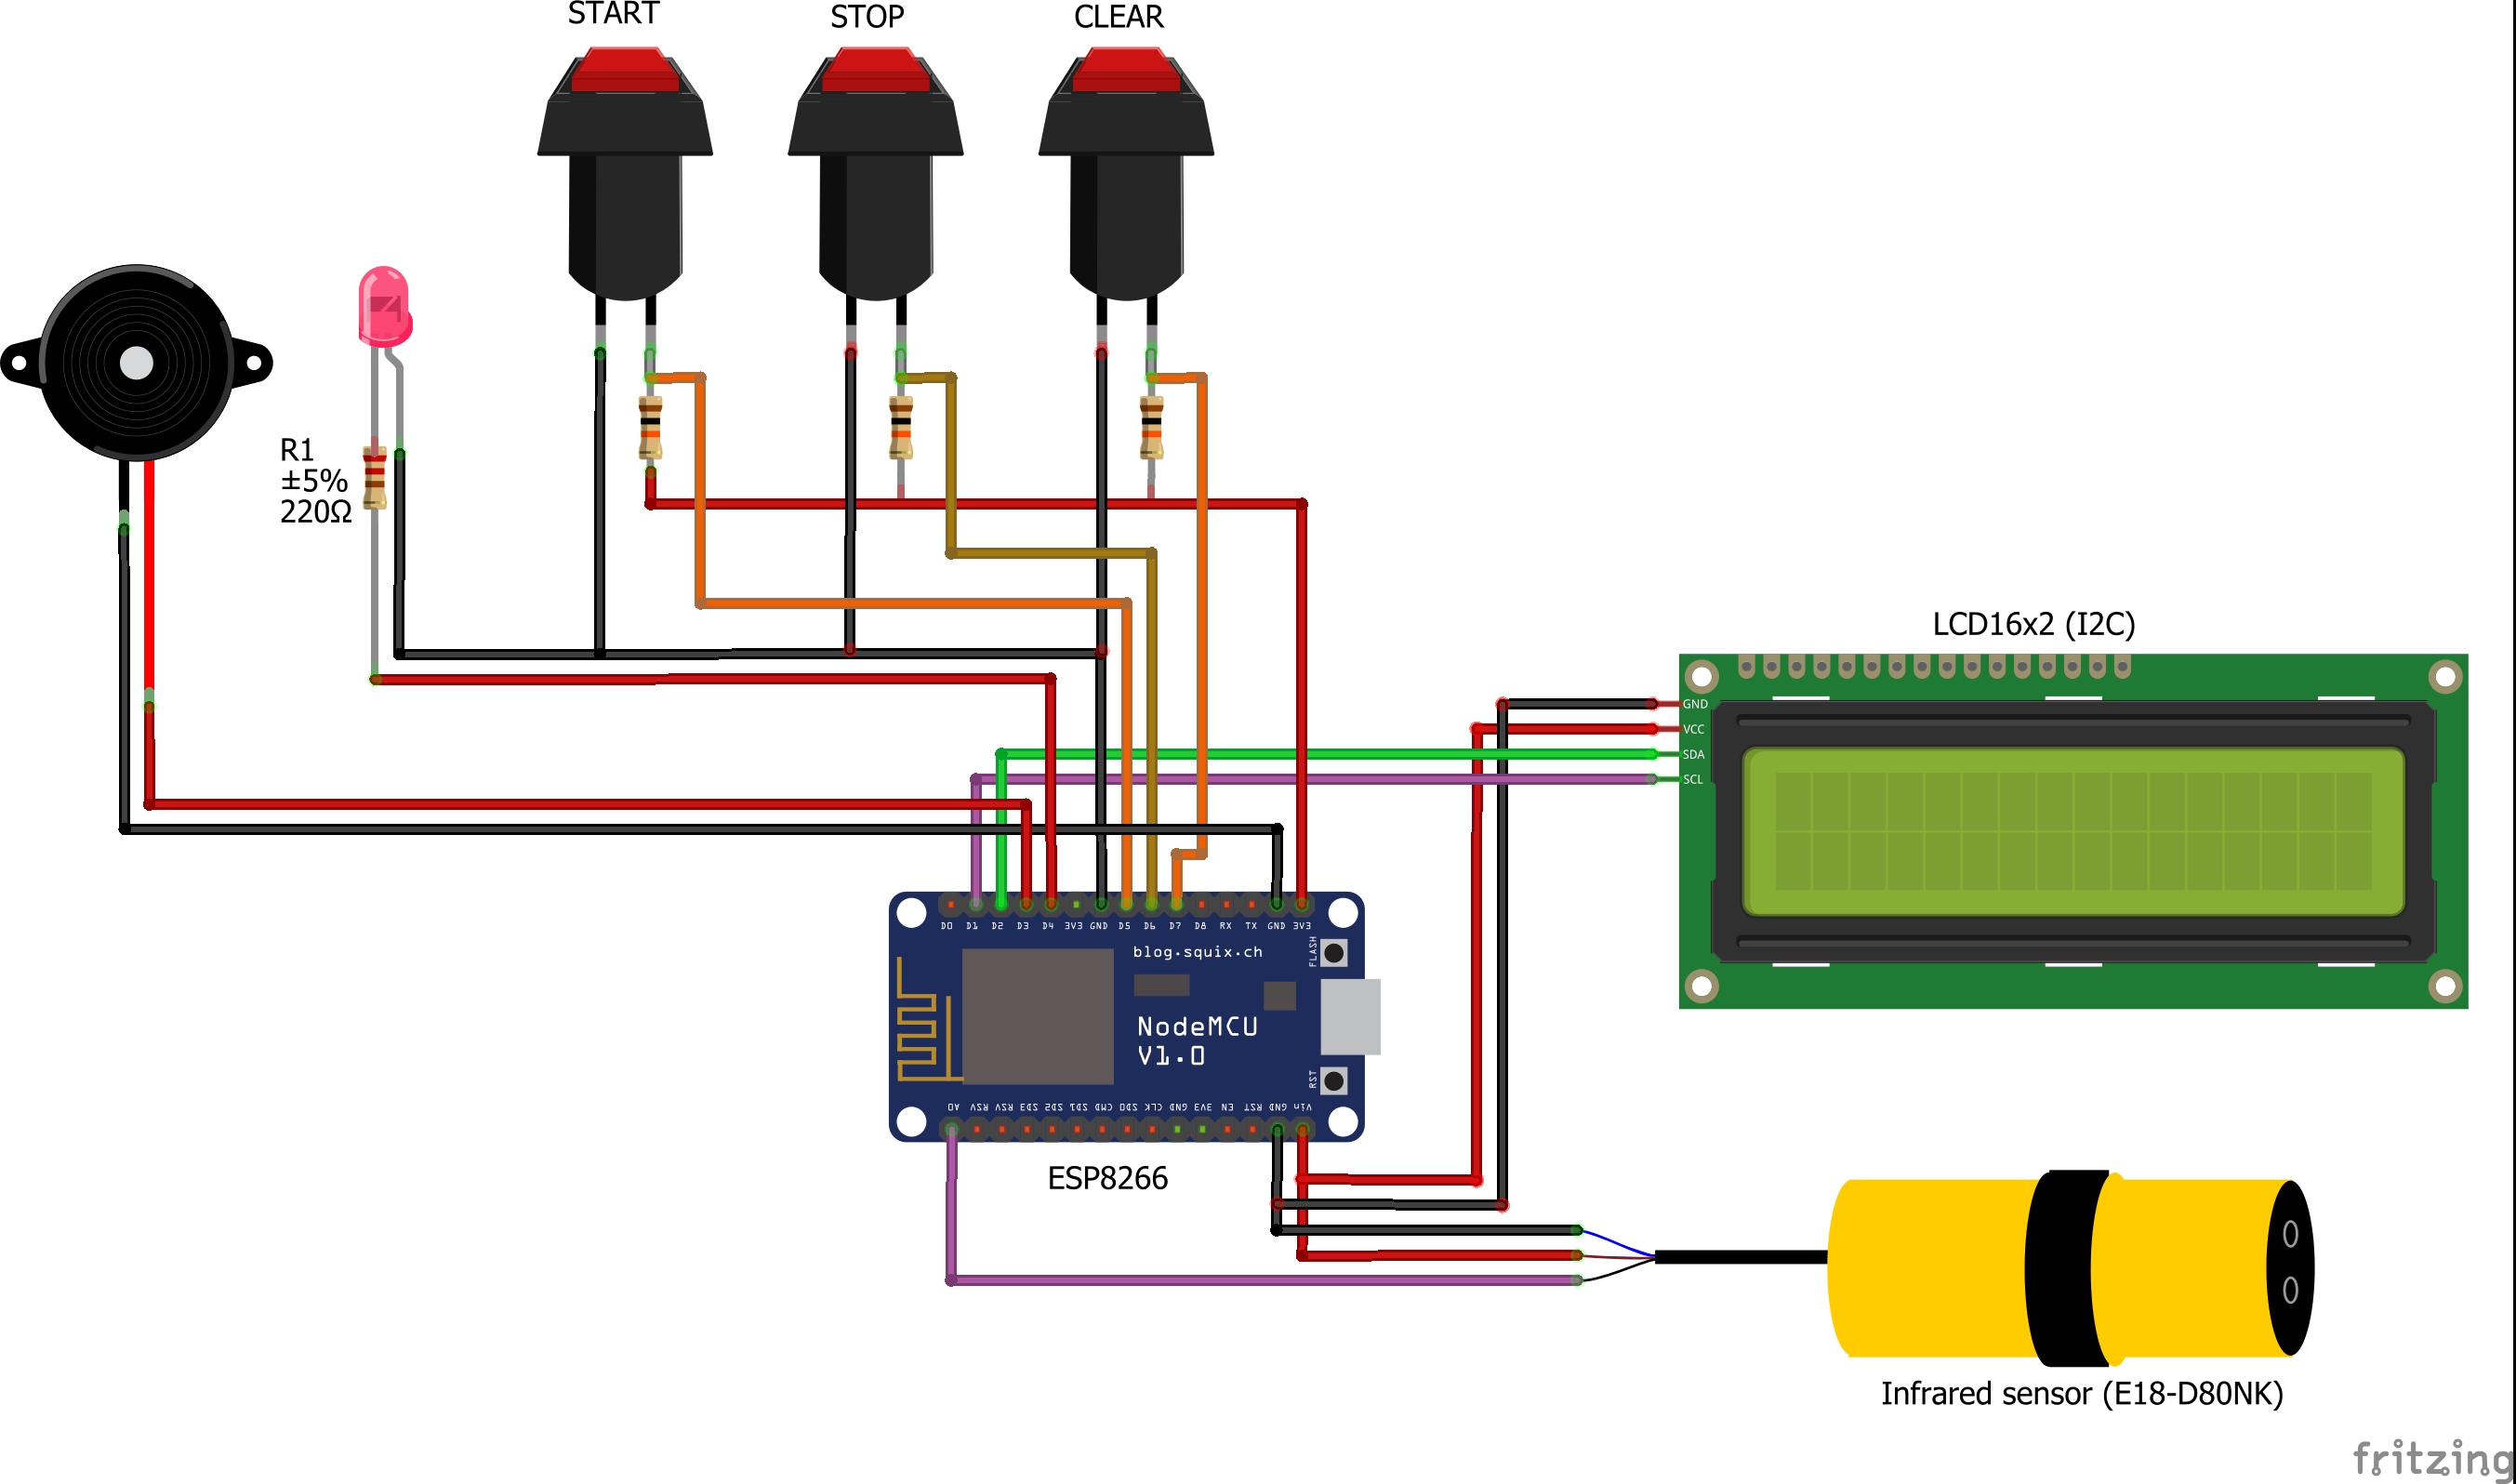 START
STOP
CLEAR
R1
±5%
220Ω
LCD16x2 (I2C)
GND
VCC
SDA
SCL
D0 D1 D2 D3 D4 3V3 GND D5 D6 D7 D8 RX TX GND 3V3
blog.squix.ch
FLASH
NodeMCU
V1.0
RST
A0 RSV RSV SD3 SD2 SD1 CMD SD0 CLK GND 3V3 EN RST GND Vin
ESP8266
Infrared sensor (E18-D80NK)
fritzing